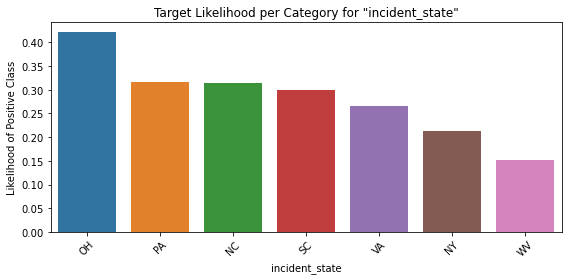 Target Likelihood per Category for "incident_state"
Likelihood of Positive Class
0.40
0.35
0.30
0.25
0.20
0.15
0.10
0.05
0.00
OH
PA
NC
SC
VA
NY
WV
incident_state